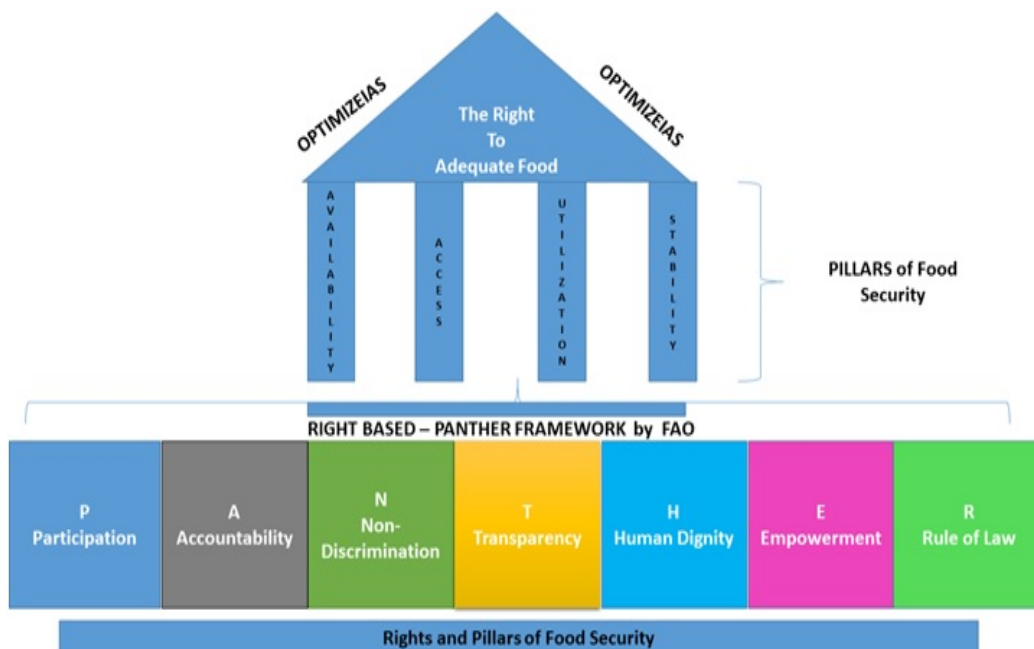 OPTIMIZEIAS
OPTIMIZEIAS
The Right
To
Adequate Food
AVAILABILITY
ACCESS
UTILIZATION
STABILITY
PILLARS of Food
Security
RIGHT BASED – PANTHER FRAMEWORK by FAO
P
Participation
A
Accountability
N
Non-
Discrimination
T
Transparency
H
Human Dignity
E
Empowerment
R
Rule of Law
Rights and Pillars of Food Security